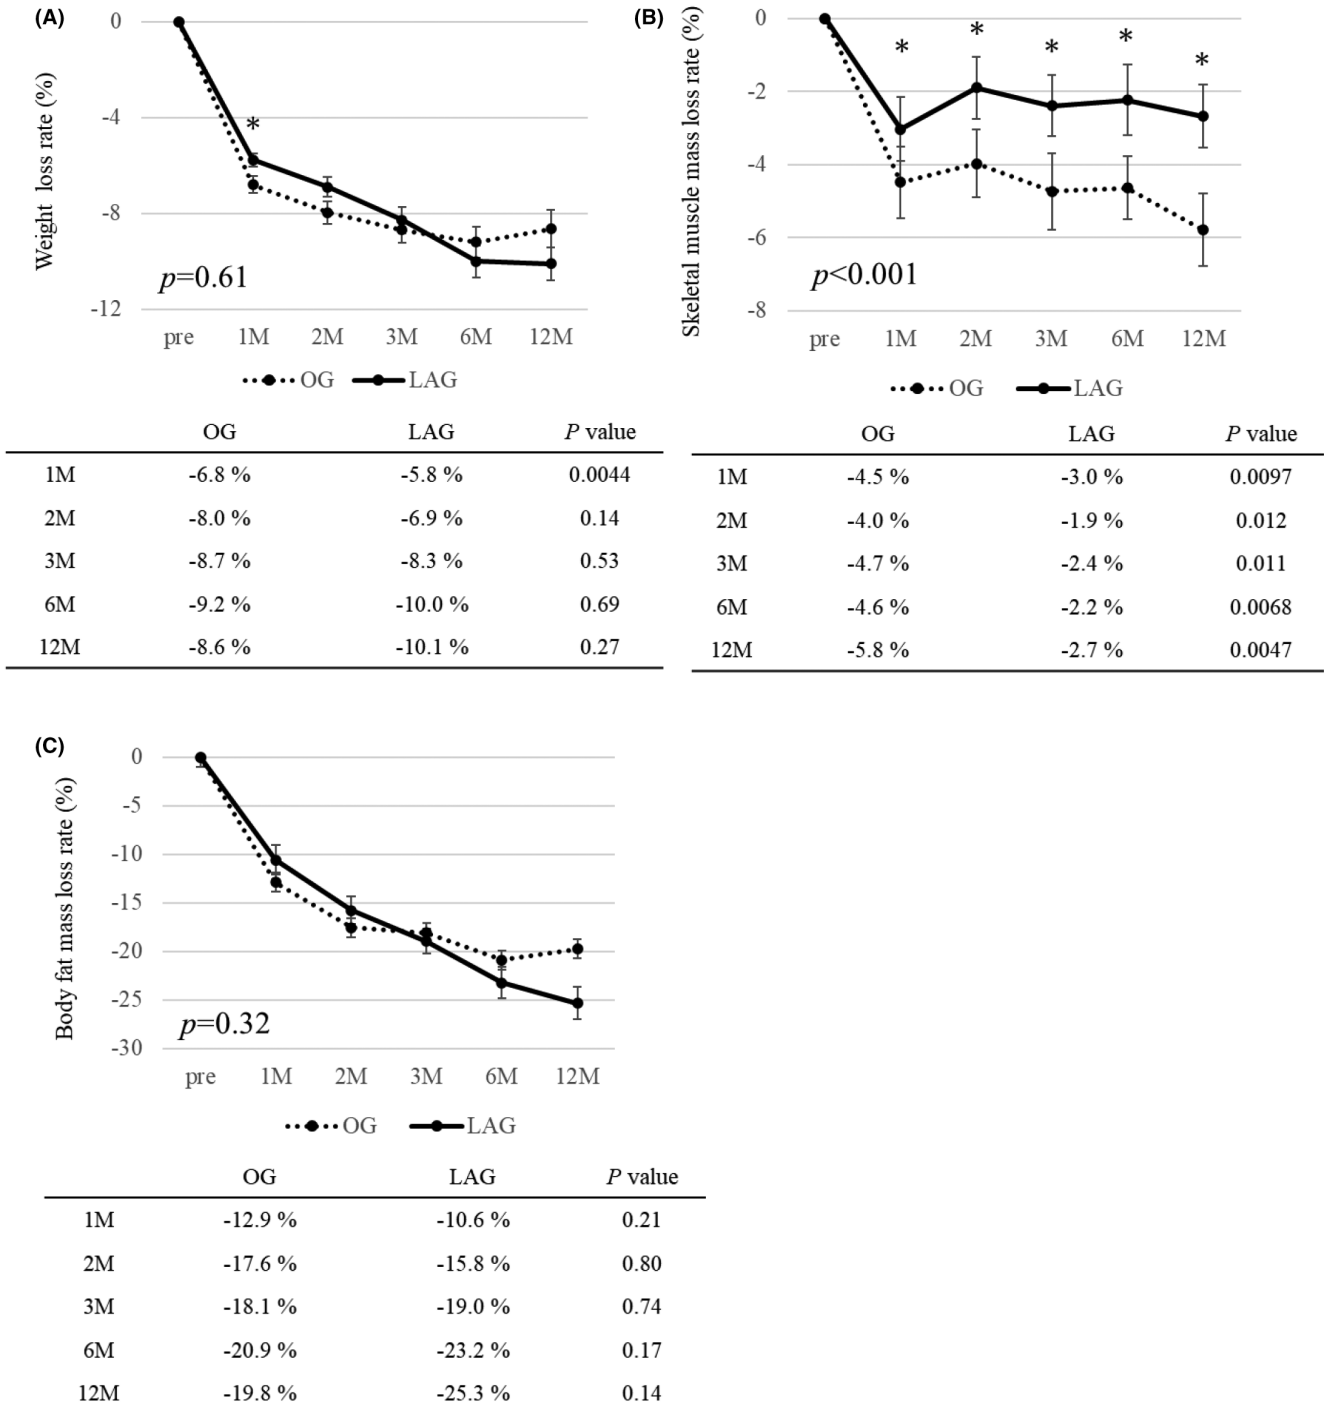 (A)
Weight loss rate (%)
0
-4
-8
-12
*
p=0.61
pre 1M 2M 3M 6M 12M
OG LAG
OG LAG P value
1M -6.8 % -5.8 % 0.0044
2M -8.0 % -6.9 % 0.14
3M -8.7 % -8.3 % 0.53
6M -9.2 % -10.0 % 0.69
12M -8.6 % -10.1 % 0.27
(B)
Skeletal muscle mass loss rate (%)
0
-2
-4
-6
-8
* * * * *
p<0.001
pre 1M 2M 3M 6M 12M
OG LAG
OG LAG P value
1M -4.5 % -3.0 % 0.0097
2M -4.0 % -1.9 % 0.012
3M -4.7 % -2.4 % 0.011
6M -4.6 % -2.2 % 0.0068
12M -5.8 % -2.7 % 0.0047
(C)
Body fat mass loss rate (%)
0
-5
-10
-15
-20
-25
-30
p=0.32
pre 1M 2M 3M 6M 12M
OG LAG
OG LAG P value
1M -12.9 % -10.6 % 0.21
2M -17.6 % -15.8 % 0.80
3M -18.1 % -19.0 % 0.74
6M -20.9 % -23.2 % 0.17
12M -19.8 % -25.3 % 0.14